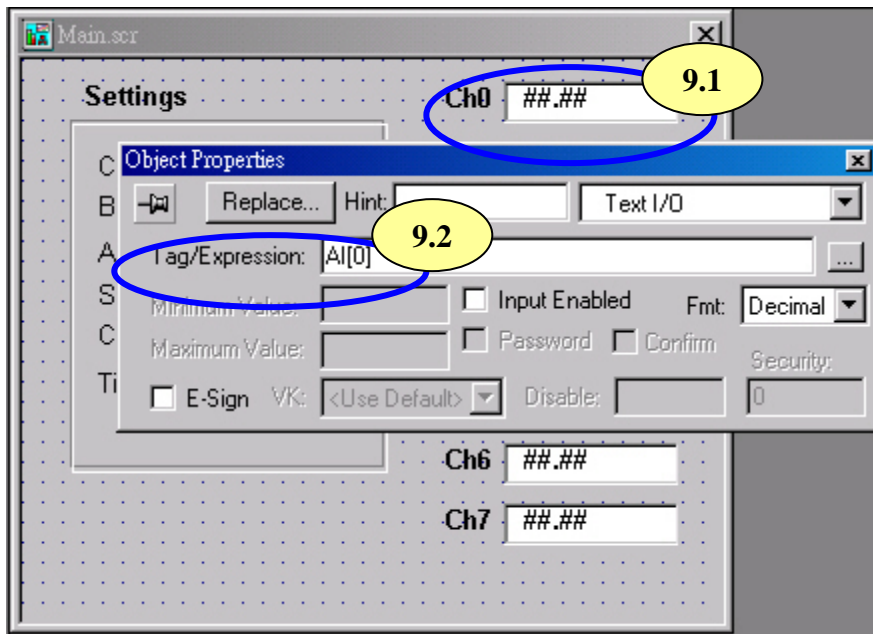 Main.scr
Settings
Ch0 ##.##
9.1
Object Properties
C
Replace... Hint: Text I/O
B
9.2
A
Tag/Expression: AI[0] ...
S
Minimum Value: Input Enabled Fmt: Decimal
C
Maximum Value: Password Confirm Security:
Ti
E-Sign VK: <Use Default> Disable: 0
Ch6 ##.##
Ch7 ##.##